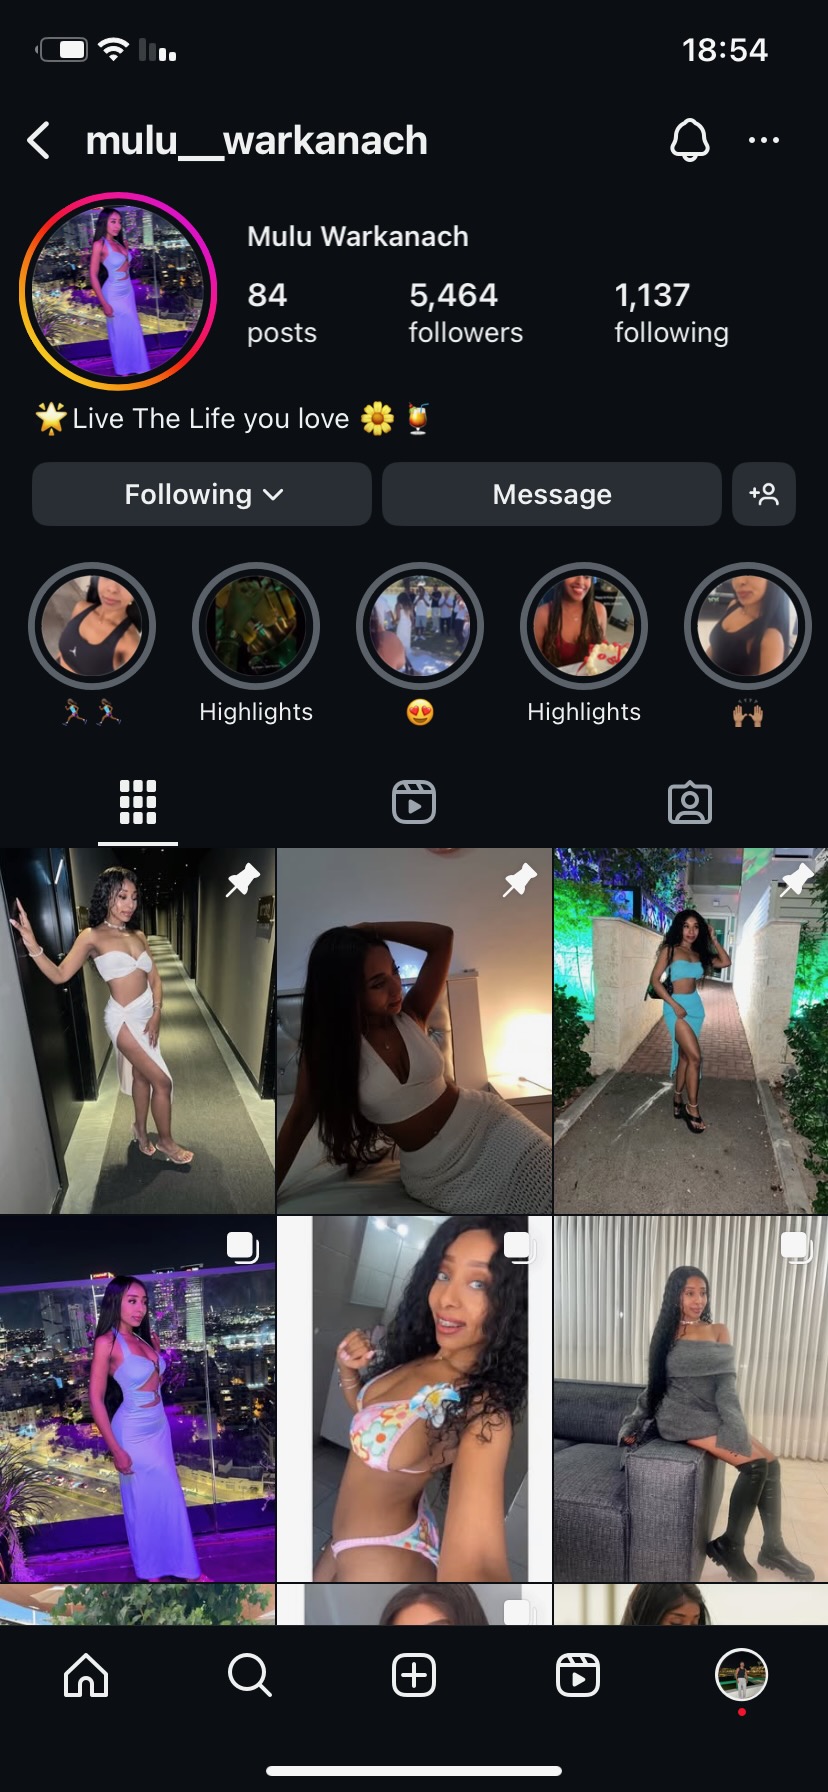 18:54
mulu__warkanach
Mulu Warkanach
84 5,464 1,137
posts followers following
🌟Live The Life you love 🌼🍹
Following Message
🏃🏽‍♀️🏃🏽‍♀️ Highlights 😍 Highlights 🙌🏽